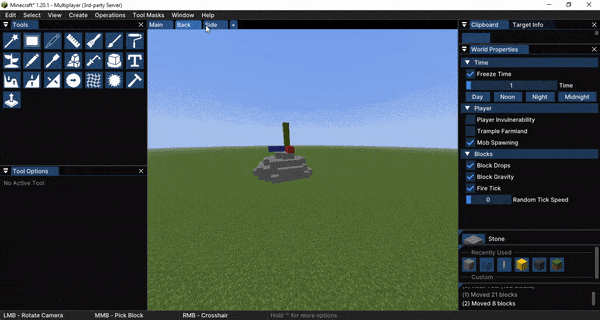 Minecraft* 1.20.1 - Multiplayer (3rd-party Server)
Edit Select View Create Operations Tool Masks Window Help
Tools Main Back Side + Clipboard Target Info
World Properties
Time
Freeze Time
1 Time
Day Noon Night Midnight
Player
Player Invulnerability
Trample Farmland
Mob Spawning
Blocks
Tool Options
Block Drops
No Active Tool
Block Gravity
Fire Tick
0 Random Tick Speed
Stone
Recently Used
Custom
(1) Moved 21 blocks
(2) Moved 8 blocks
LMB - Rotate Camera MMB - Pick Block RMB - Crosshair Hold ^ for more options